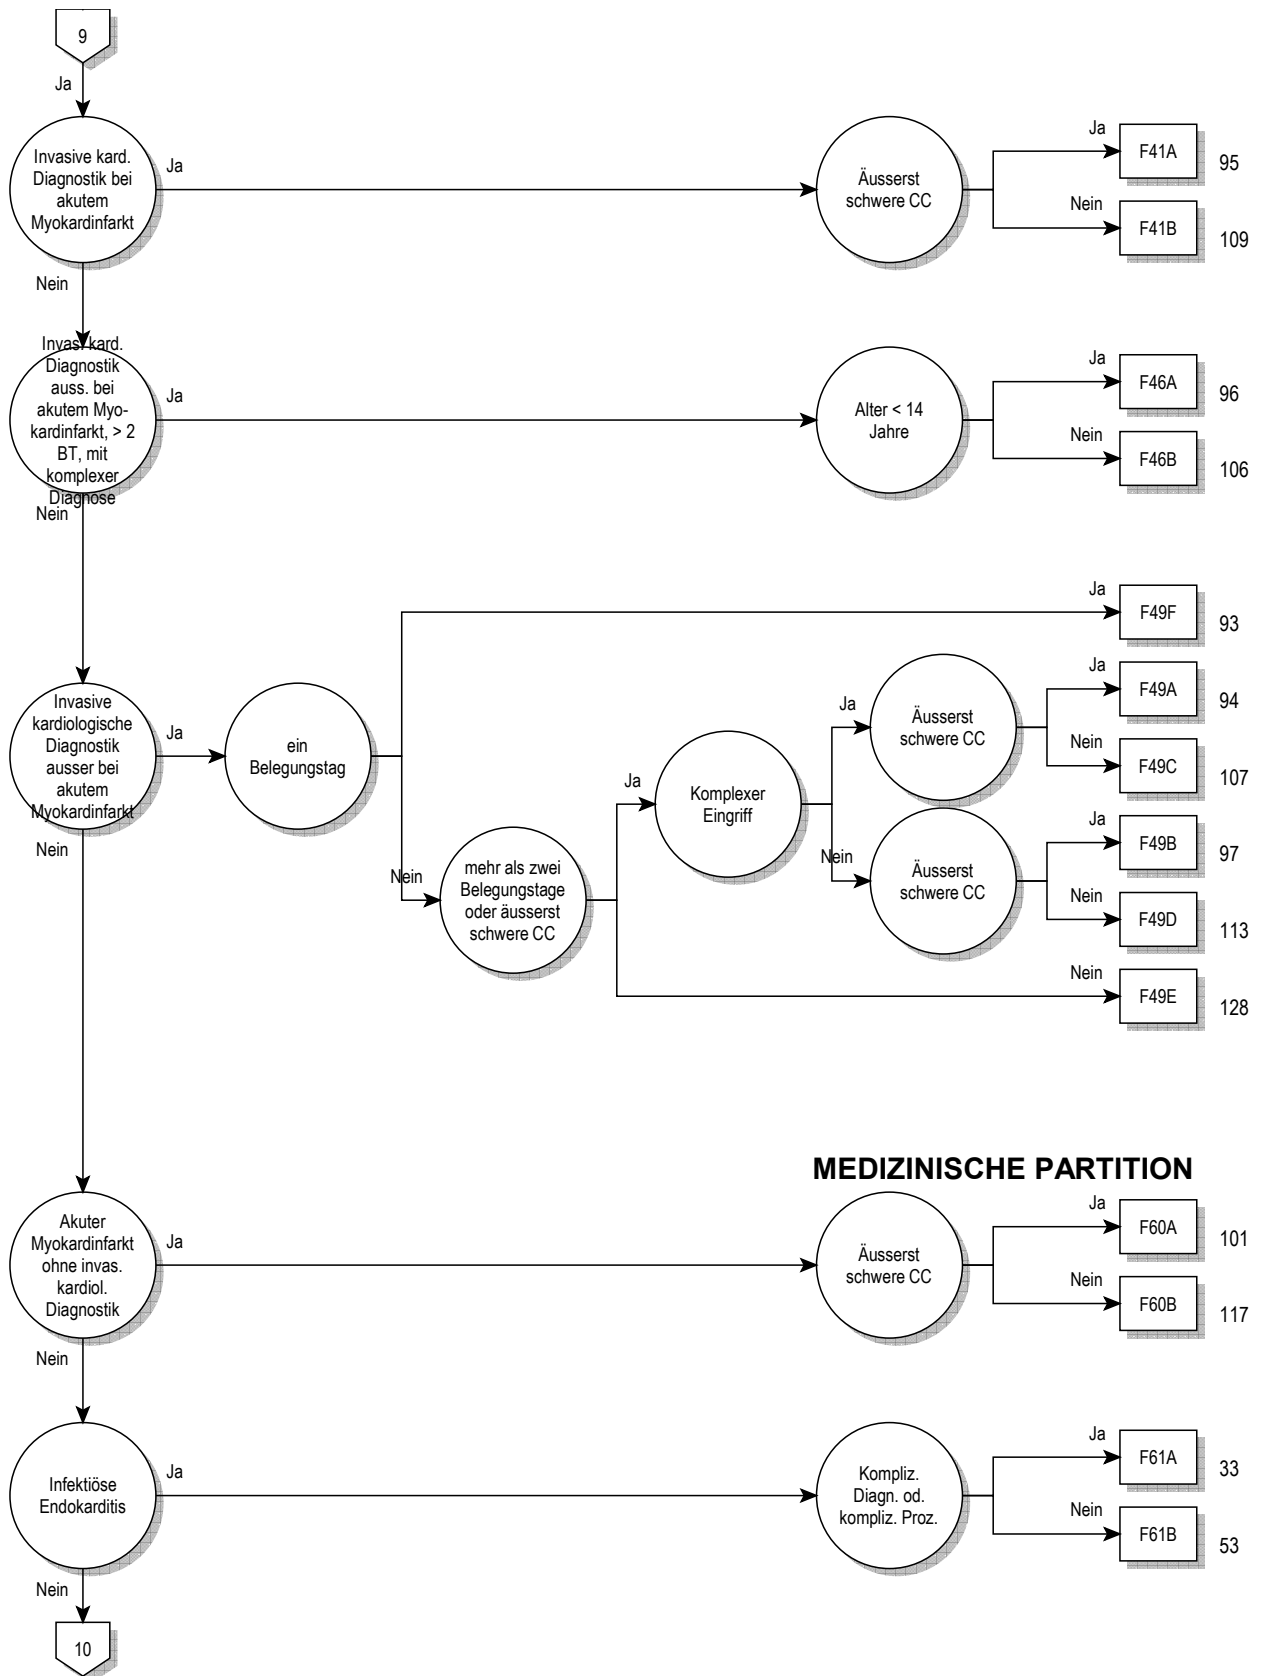 9
Ja
Invasive kard.
Diagnostik bei
akutem
Myokardinfarkt
Ja
Äusserst
schwere CC
Ja
F41A
95
Nein
F41B
109
Nein
Invas. kard.
Diagnostik
auss. bei
akutem Myo-
kardinfarkt, > 2
BT, mit
komplexer
Diagnose
Ja
Alter < 14
Jahre
Ja
F46A
96
Nein
F46B
106
Nein
Invasive
kardiologische
Diagnostik
ausser bei
akutem
Myokardinfarkt
Ja
ein
Belegungstag
Ja
F49F
93
Nein
mehr als zwei
Belegungstage
oder äusserst
schwere CC
Ja
Komplexer
Eingriff
Ja
Äusserst
schwere CC
Ja
F49A
94
Nein
F49C
107
Nein
Äusserst
schwere CC
Ja
F49B
97
Nein
F49D
113
Nein
F49E
128
Nein
MEDIZINISCHE PARTITION
Akuter
Myokardinfarkt
ohne invas.
kardiol.
Diagnostik
Ja
Äusserst
schwere CC
Ja
F60A
101
Nein
F60B
117
Nein
Infektiöse
Endokarditis
Ja
Kompliz.
Diagn. od.
kompliz. Proz.
Ja
F61A
33
Nein
F61B
53
Nein
10